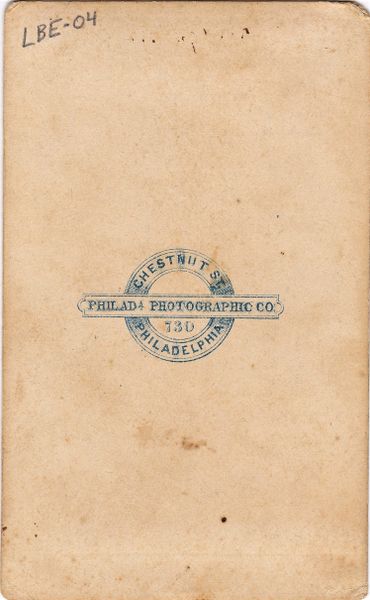 LBE-04
CHESTNUT ST.
PHILADA PHOTOGRAPHIC CO.
730
PHILADELPHIA